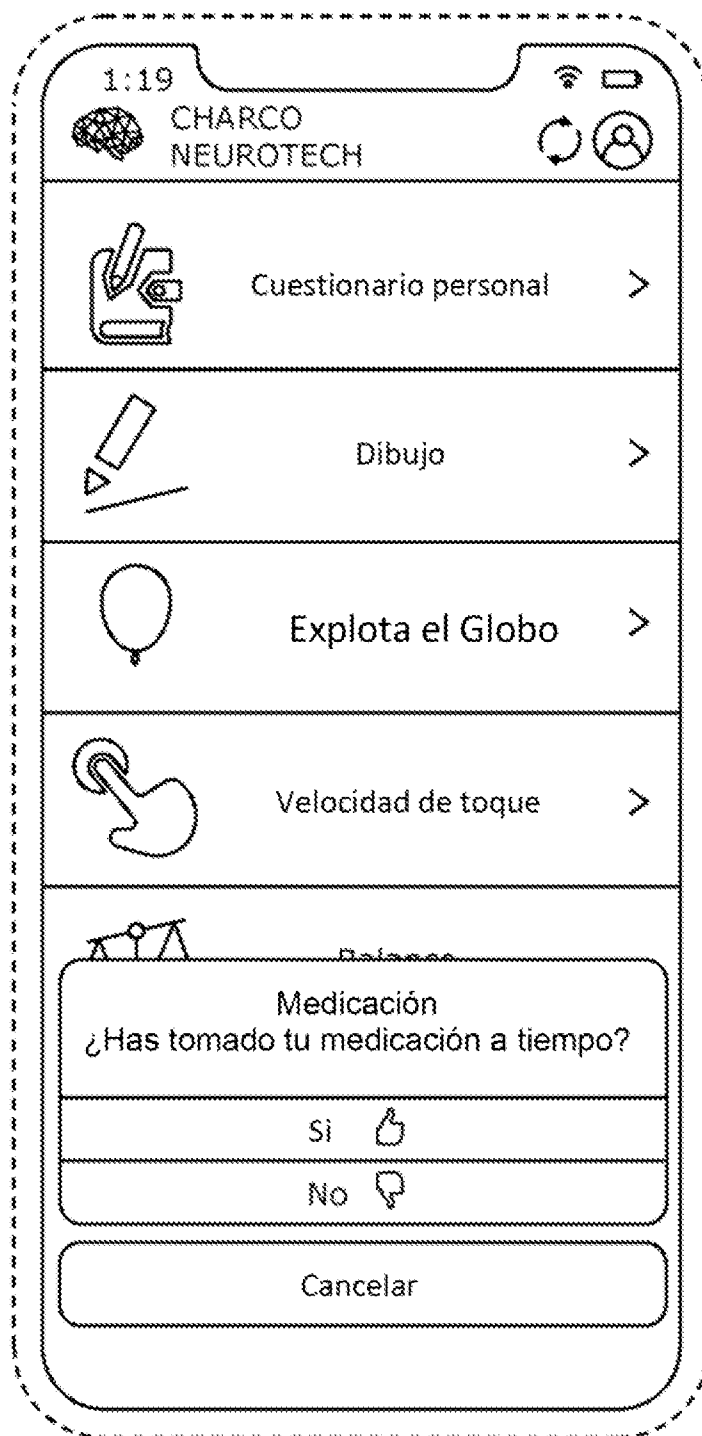 1:19
CHARCO
NEUROTECH
Cuestionario personal
Dibujo
Explota el Globo
Velocidad de toque
Medicación
¿Has tomado tu medicación a tiempo?
Si
No
Cancelar